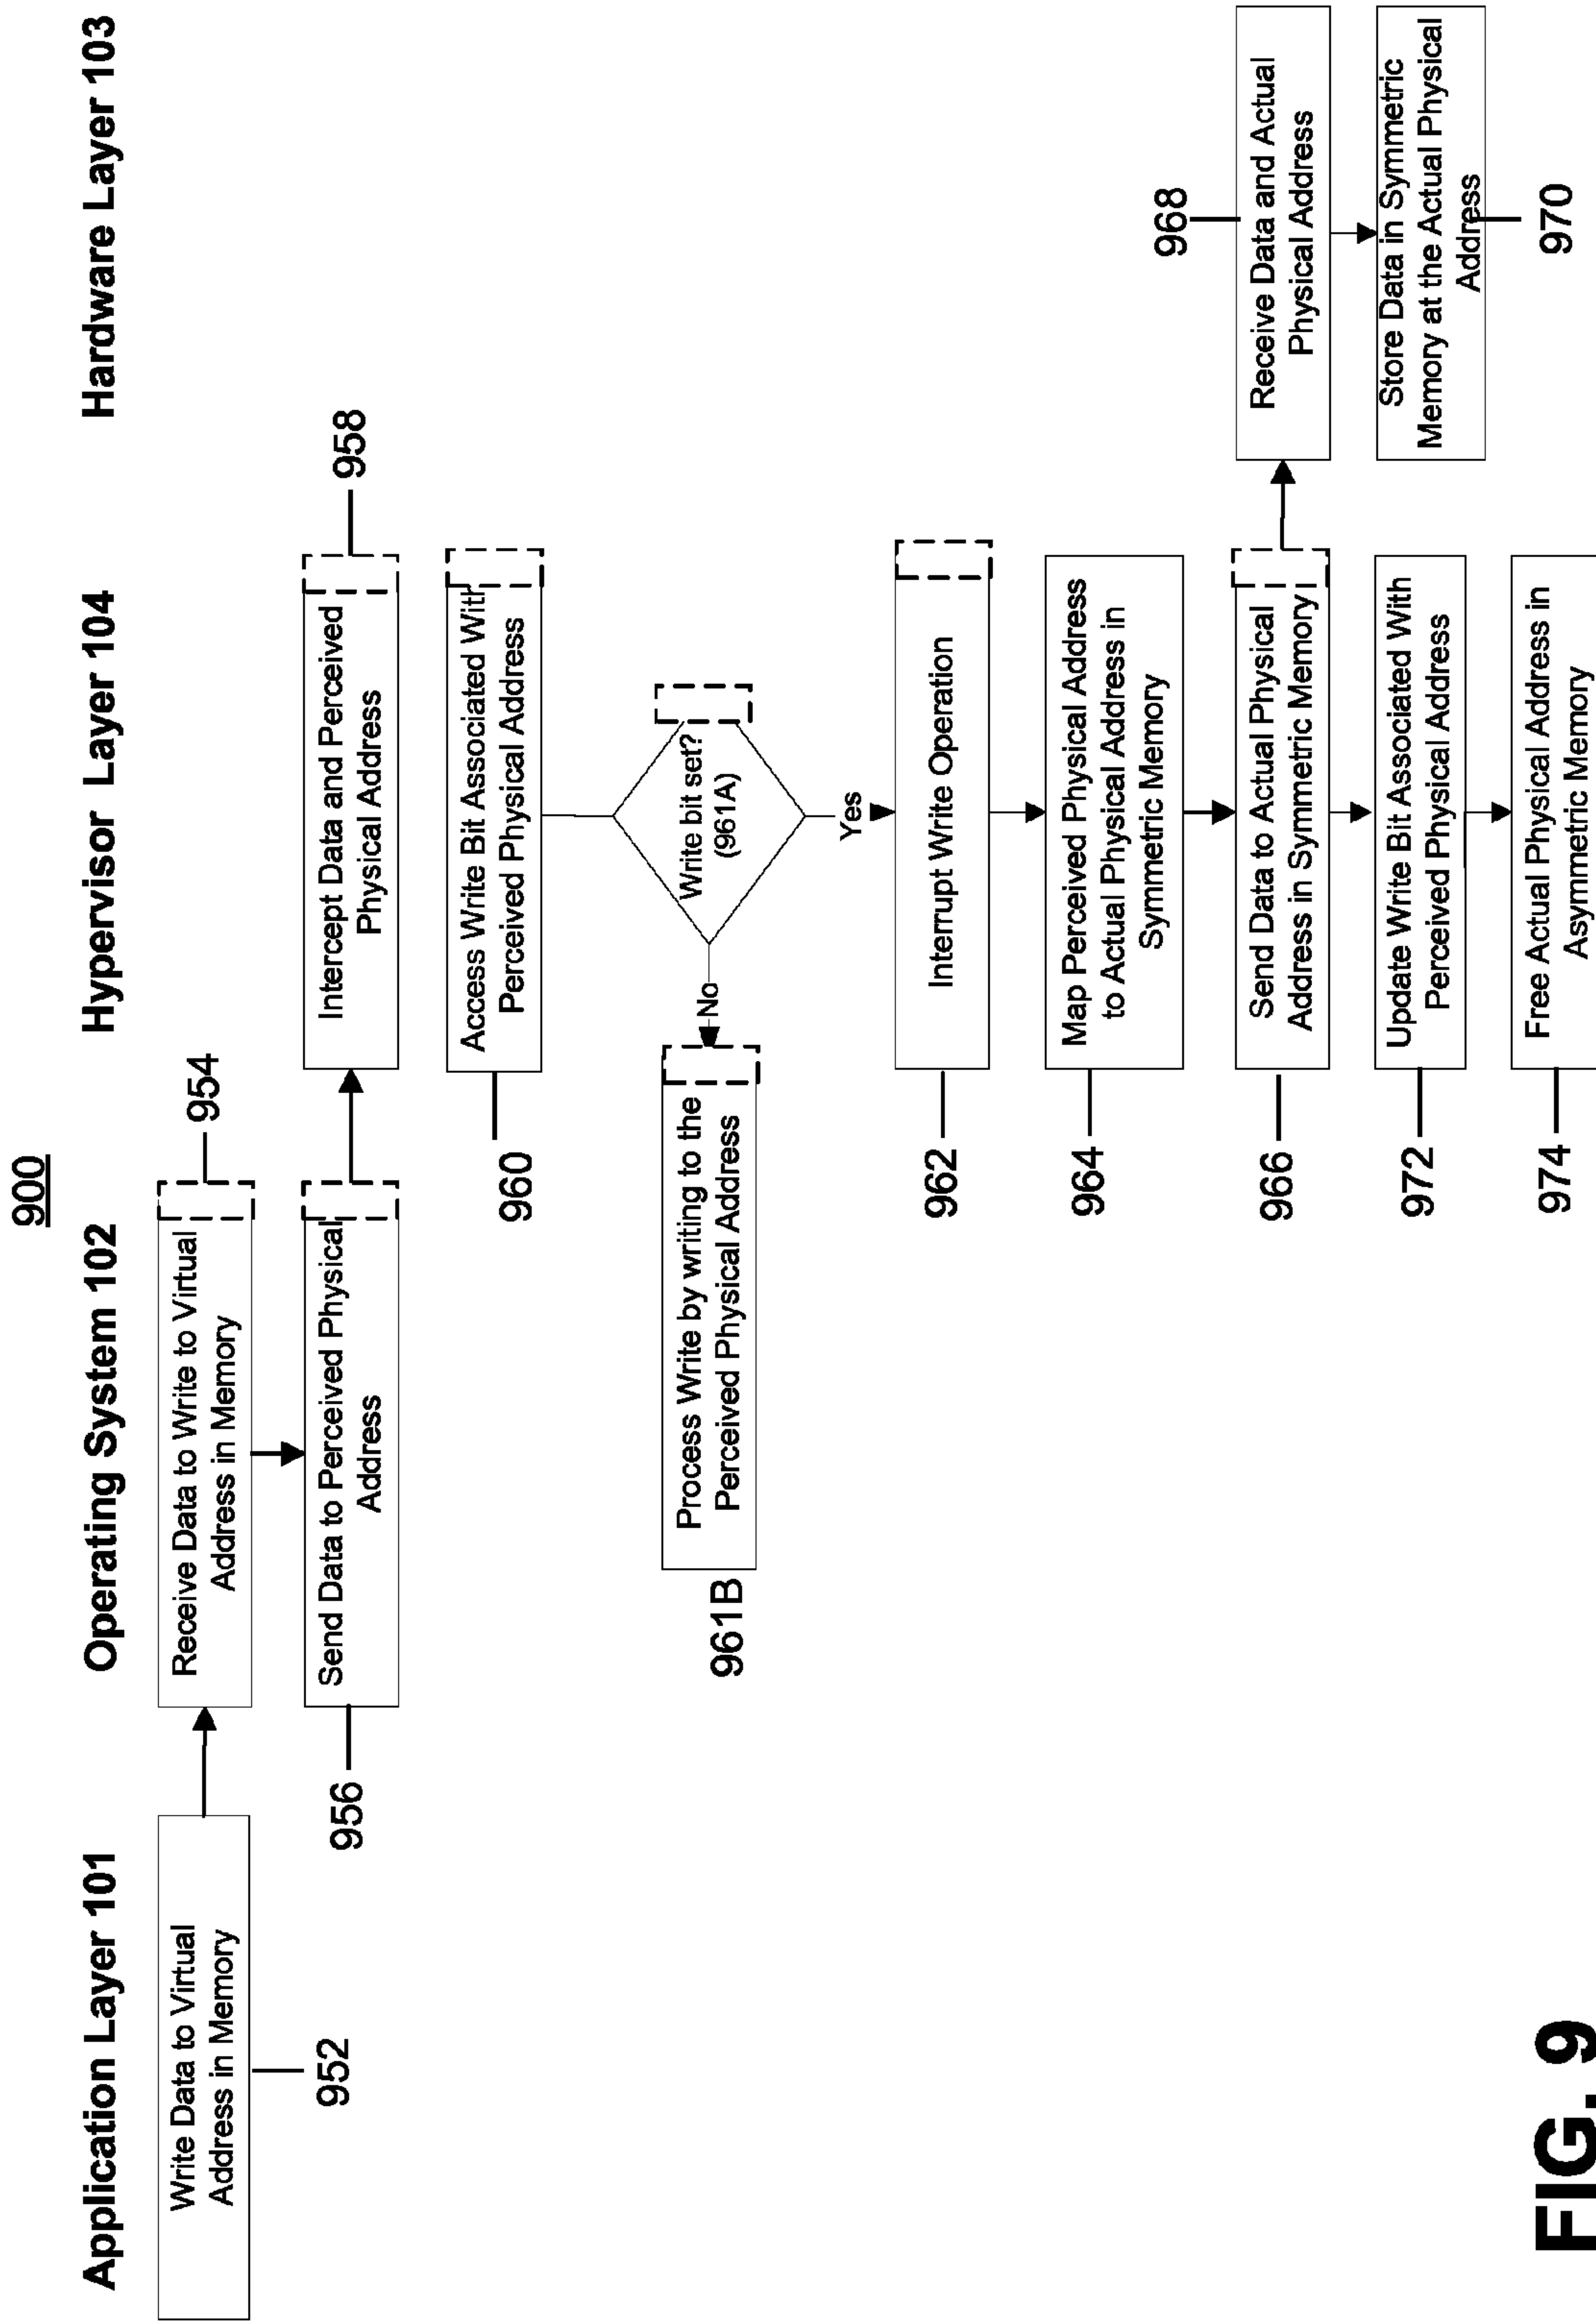 900
Application Layer 101
Operating System 102
Hypervisor Layer 104
Hardware Layer 103
Write Data to Virtual
Address in Memory
952
Receive Data to Write to Virtual
Address in Memory
954
Send Data to Perceived Physical
Address
956
Intercept Data and Perceived
Physical Address
958
Access Write Bit Associated With
Perceived Physical Address
960
Write bit set?
(961A)
No
Yes
Process Write by writing to the
Perceived Physical Address
961B
Interrupt Write Operation
962
Map Perceived Physical Address
to Actual Physical Address in
Symmetric Memory
964
Send Data to Actual Physical
Address in Symmetric Memory
966
Receive Data and Actual
Physical Address
968
Store Data in Symmetric
Memory at the Actual Physical
Address
970
Update Write Bit Associated With
Perceived Physical Address
972
Free Actual Physical Address in
Asymmetric Memory
974
FIG. 9